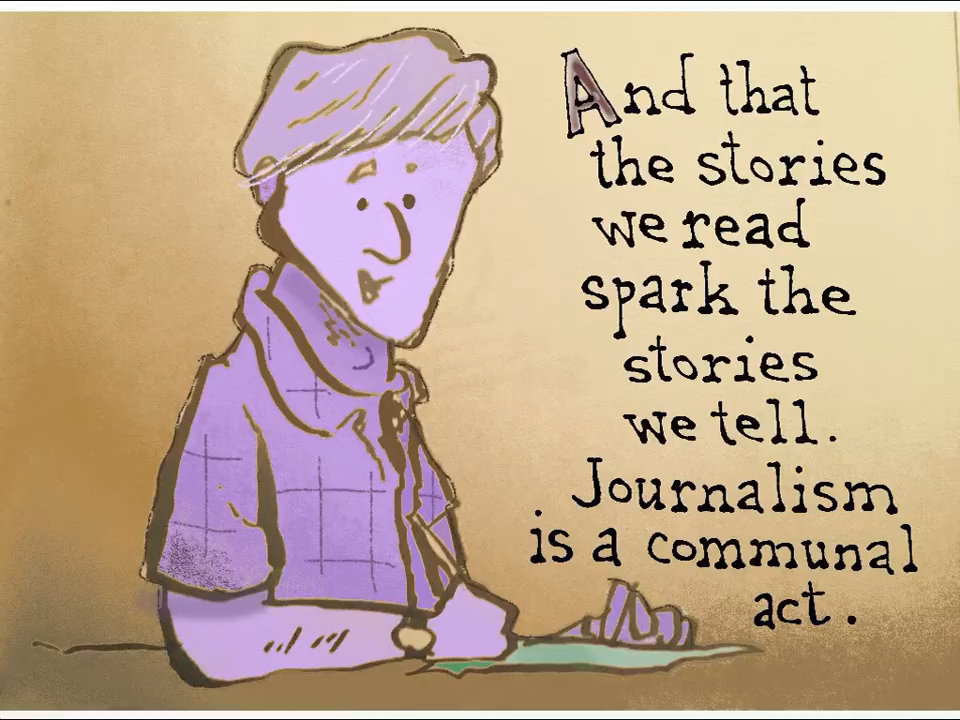 And that
the stories
we read
spark the
stories
we tell.
Journalism
is a communal
act.